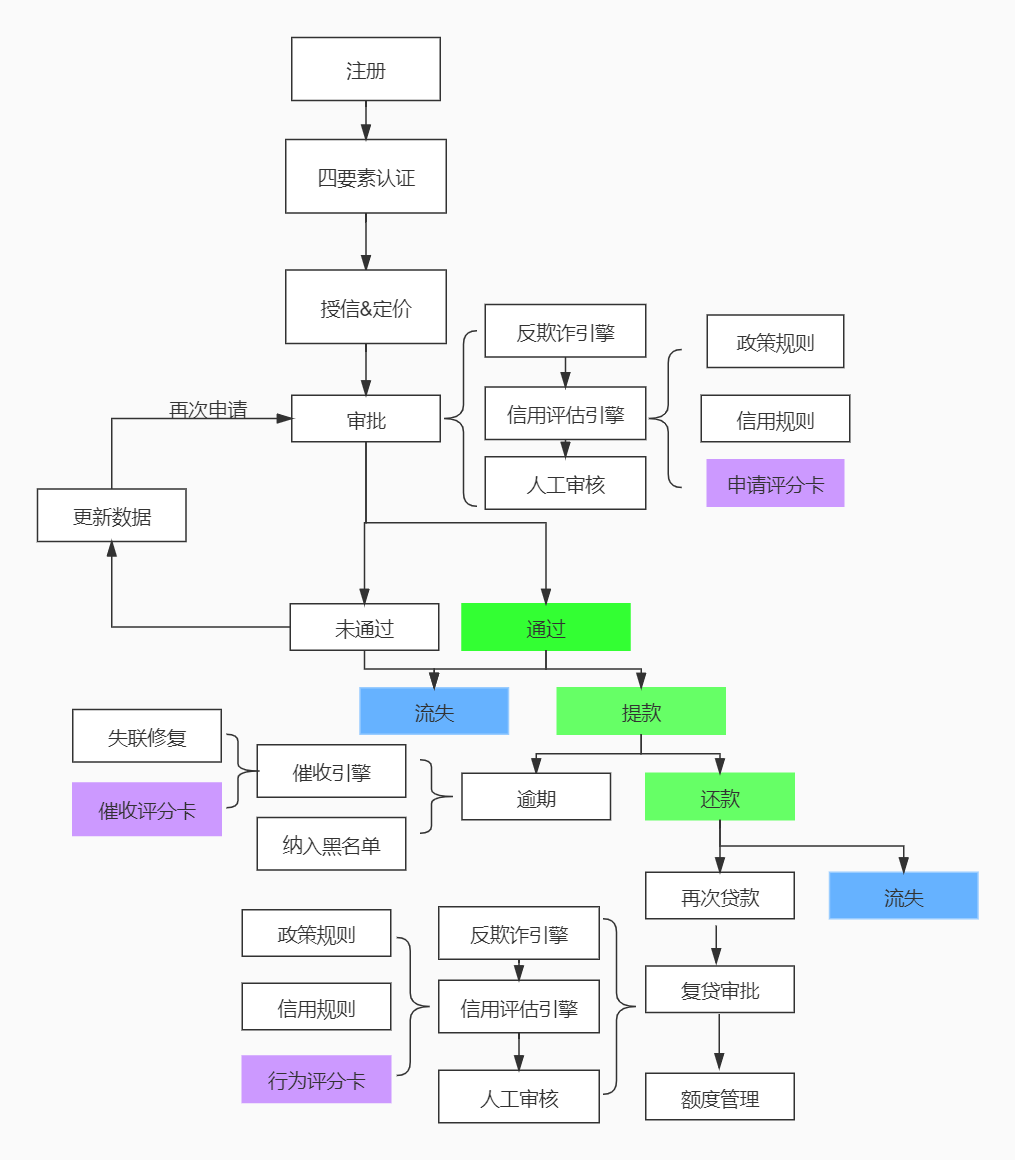 注册
四要素认证
授信&定价
反欺诈引擎
政策规则
再次申请
审批
信用评估引擎
信用规则
人工审核
申请评分卡
更新数据
未通过
通过
流失
提款
失联修复
催收引擎
逾期
还款
催收评分卡
纳入黑名单
再次贷款
流失
政策规则
反欺诈引擎
复贷审批
信用规则
信用评估引擎
行为评分卡
人工审核
额度管理